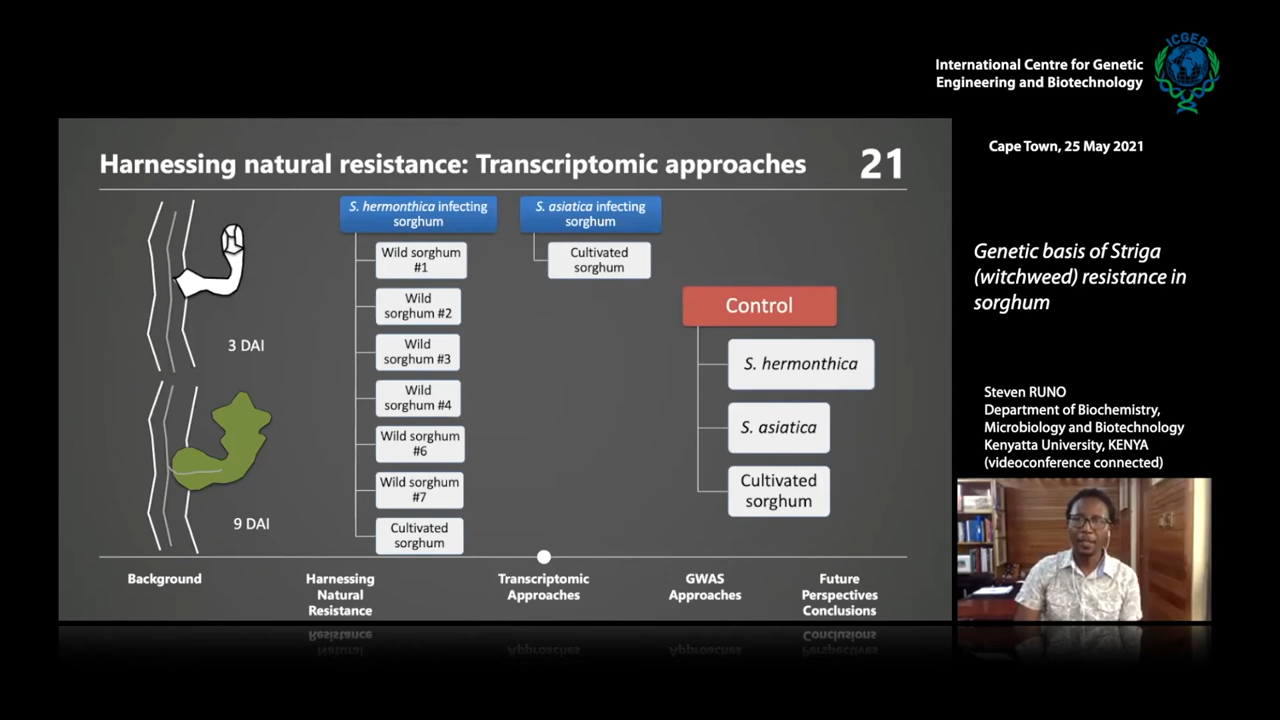 International Centre for Genetic
Engineering and Biotechnology
ICGEB
Cape Town, 25 May 2021
Harnessing natural resistance: Transcriptomic approaches
21
S. hermonthica infecting
sorghum
Wild sorghum
#1
Wild
sorghum #2
Wild
sorghum #3
Wild
sorghum #4
Wild sorghum
#6
Wild sorghum
#7
Cultivated
sorghum
S. asiatica infecting
sorghum
Cultivated
sorghum
Control
S. hermonthica
S. asiatica
Cultivated
sorghum
3 DAI
9 DAI
Background
Harnessing
Natural
Resistance
Transcriptomic
Approaches
GWAS
Approaches
Future
Perspectives
Conclusions
Genetic basis of Striga
(witchweed) resistance in
sorghum
Steven RUNO
Department of Biochemistry,
Microbiology and Biotechnology
Kenyatta University, KENYA
(videoconference connected)